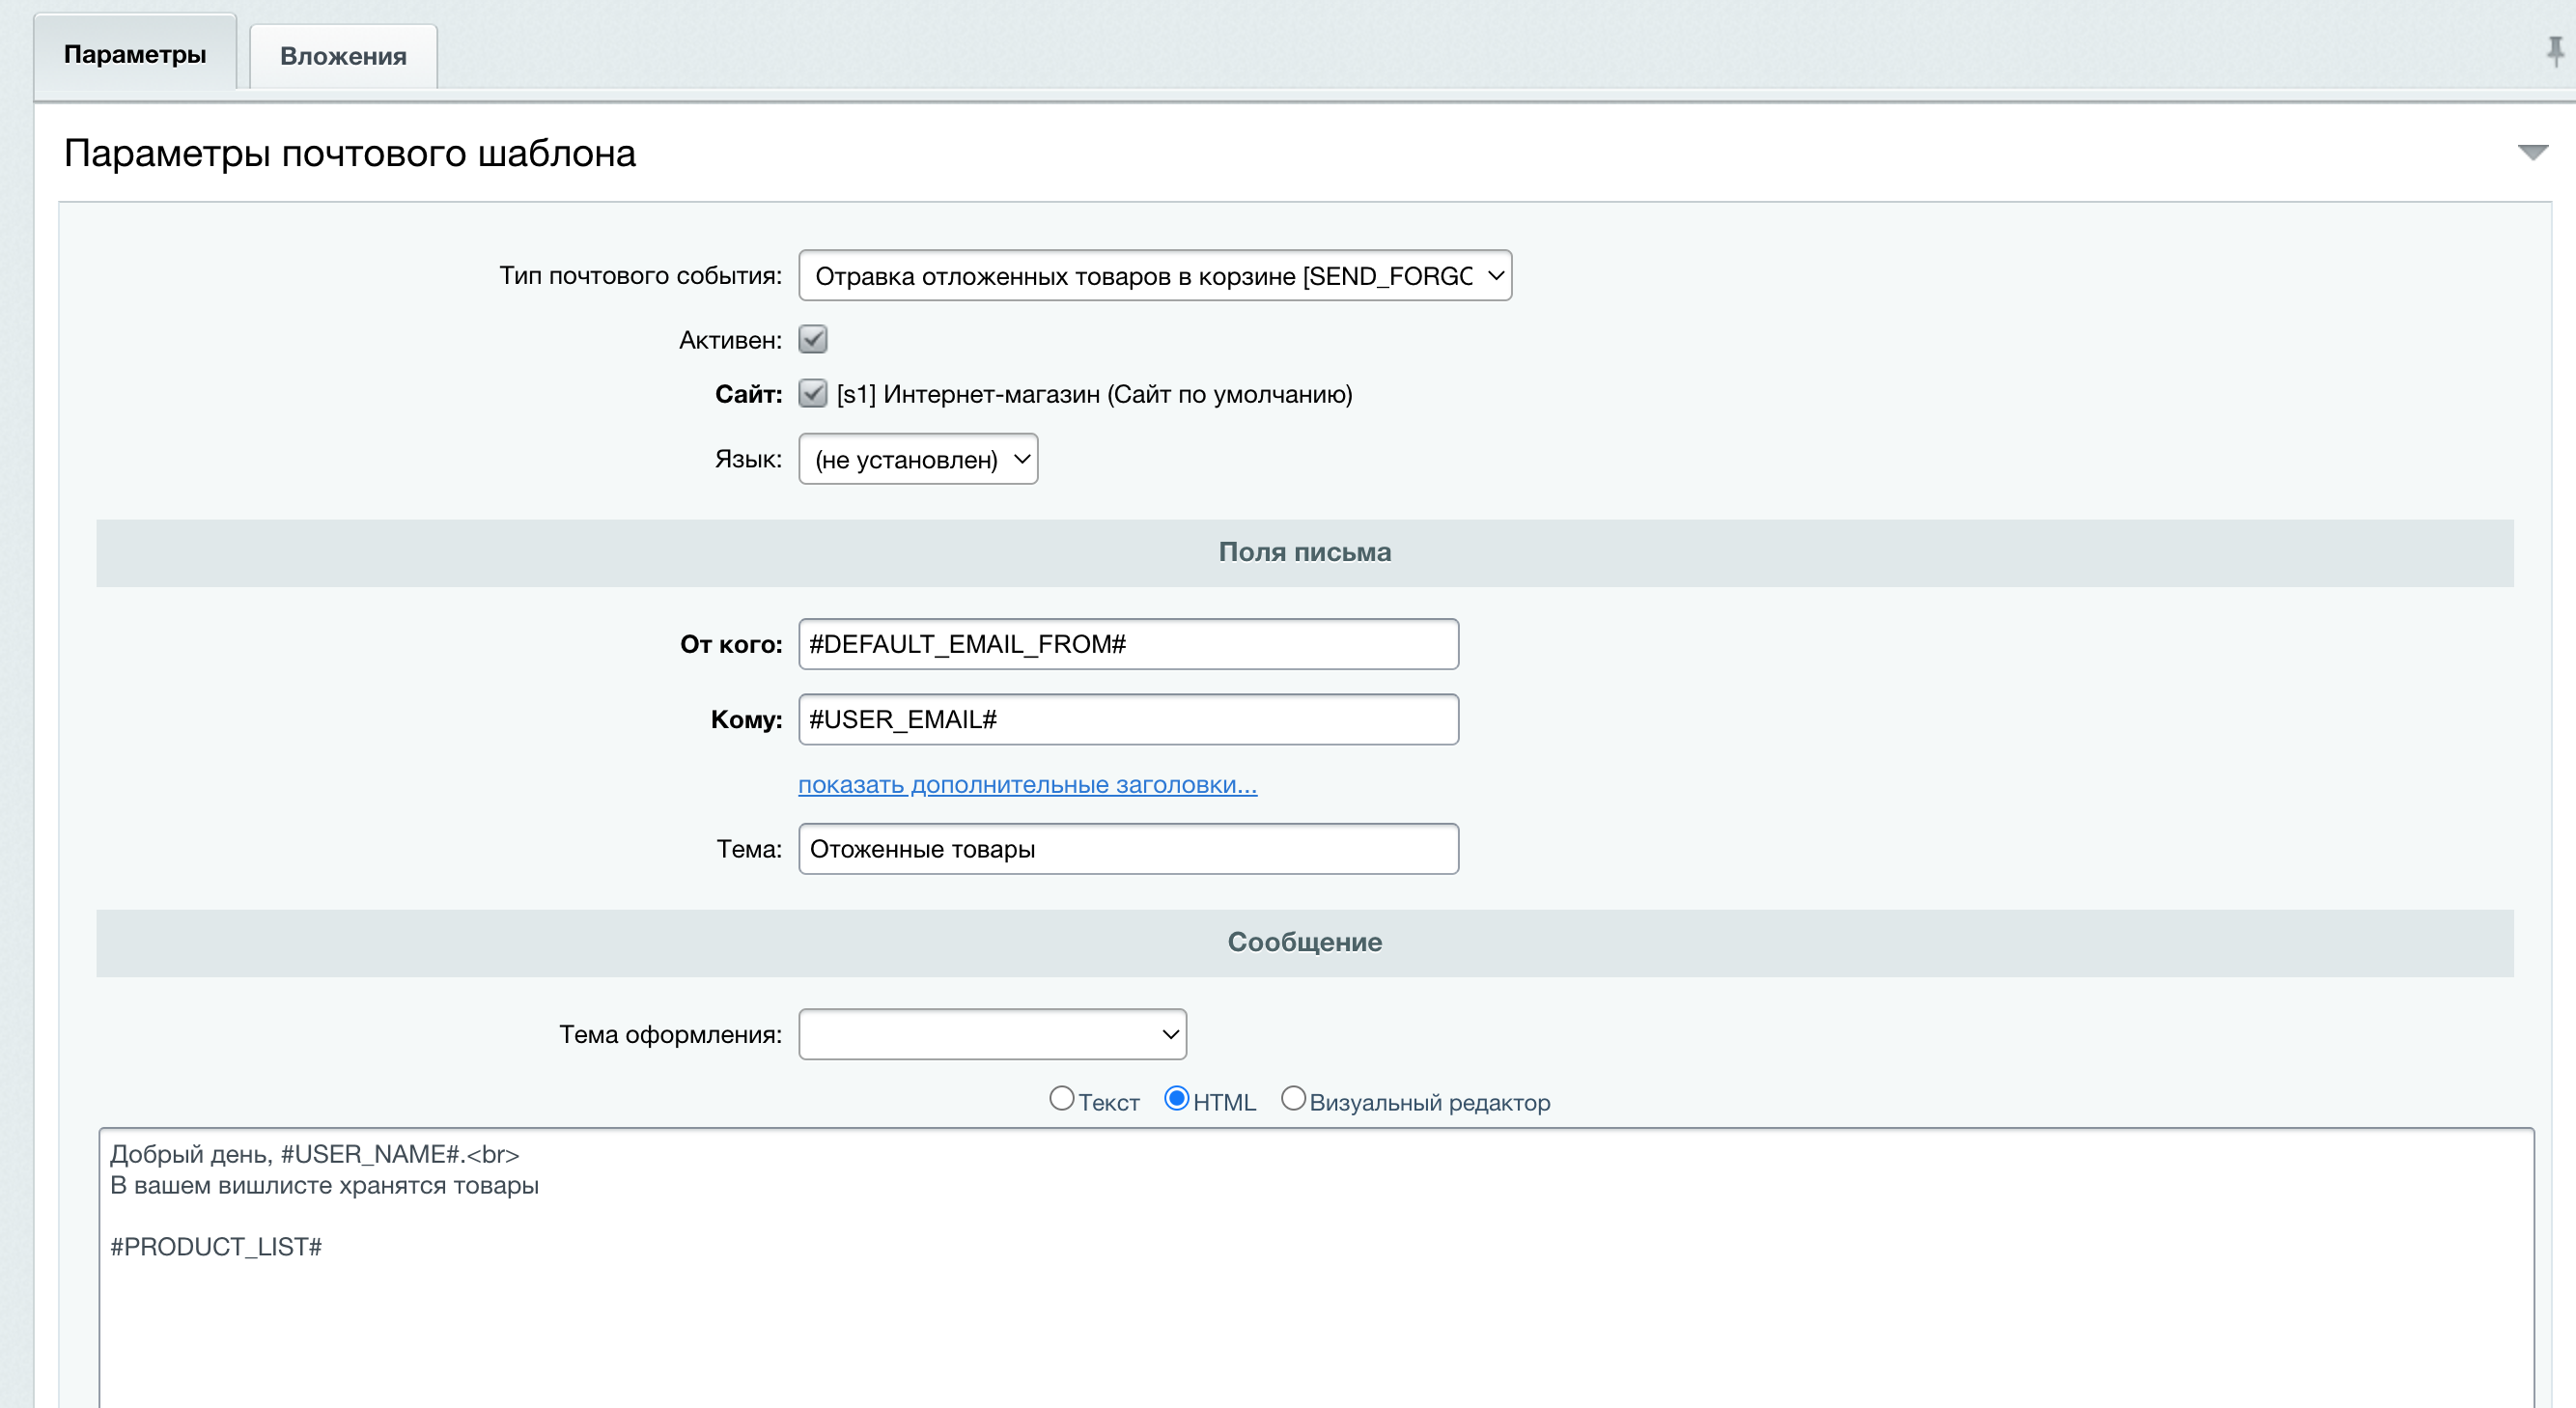 Параметры
Вложения
Параметры почтового шаблона
Тип почтового события: Отравка отложенных товаров в корзине [SEND_FORGO
Активен:
Сайт: [s1] Интернет-магазин (Сайт по умолчанию)
Язык: (не установлен)
Поля письма
От кого: #DEFAULT_EMAIL_FROM#
Кому: #USER_EMAIL#
показать дополнительные заголовки...
Тема: Отоженные товары
Сообщение
Тема оформления:
Текст HTML Визуальный редактор
Добрый день, #USER_NAME#.<br>
В вашем вишлисте хранятся товары
#PRODUCT_LIST#